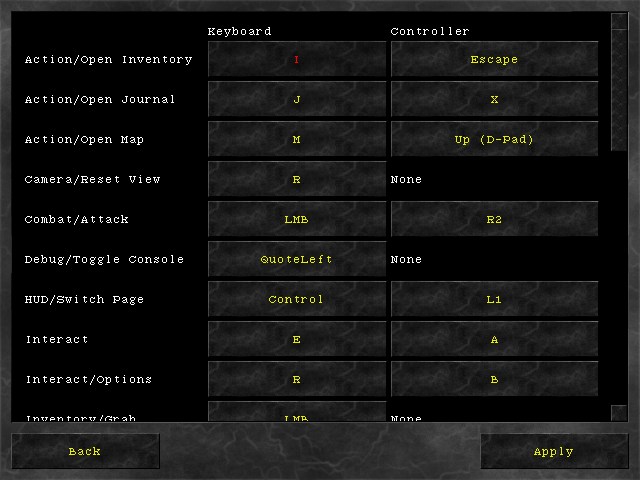 Keyboard Controller
Action/Open Inventory I Escape
Action/Open Journal J X
Action/Open Map M Up (D-Pad)
Camera/Reset View R None
Combat/Attack LMB R2
Debug/Toggle Console QuoteLeft None
HUD/Switch Page Control L1
Interact E A
Interact/Options R B
Inventory/Grab LMB None
Back Apply